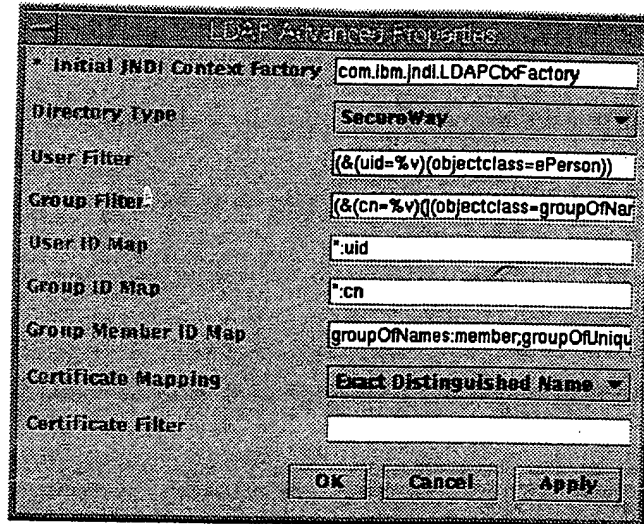 LDAP Advanced Properties
* Initial JNDI Context Factory com.ibm.jndi.LDAPCtxFactory
Directory Type SecureWay
User Filter (&(uid=%v)(objectclass=ePerson))
Group Filter (&(cn=%v)(|(objectclass=groupOfNar
User ID Map *:uid
Group ID Map *:cn
Group Member ID Map groupOfNames:member;groupOfUniqu
Certificate Mapping Exact Distinguished Name
Certificate Filter
OK Cancel Apply